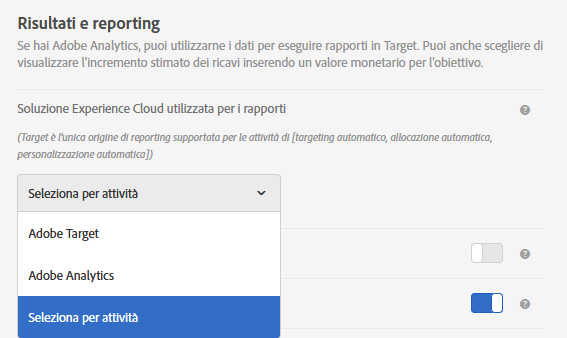 Risultati e reporting
Se hai Adobe Analytics, puoi utilizzarne i dati per eseguire rapporti in Target. Puoi anche scegliere di
visualizzare l'incremento stimato dei ricavi inserendo un valore monetario per l'obiettivo.
Soluzione Experience Cloud utilizzata per i rapporti
?
(Target è l'unica origine di reporting supportata per le attività di [targeting automatico, allocazione automatica,
personalizzazione automatica])
Seleziona per attività
Adobe Target
Adobe Analytics
?
Seleziona per attività
?